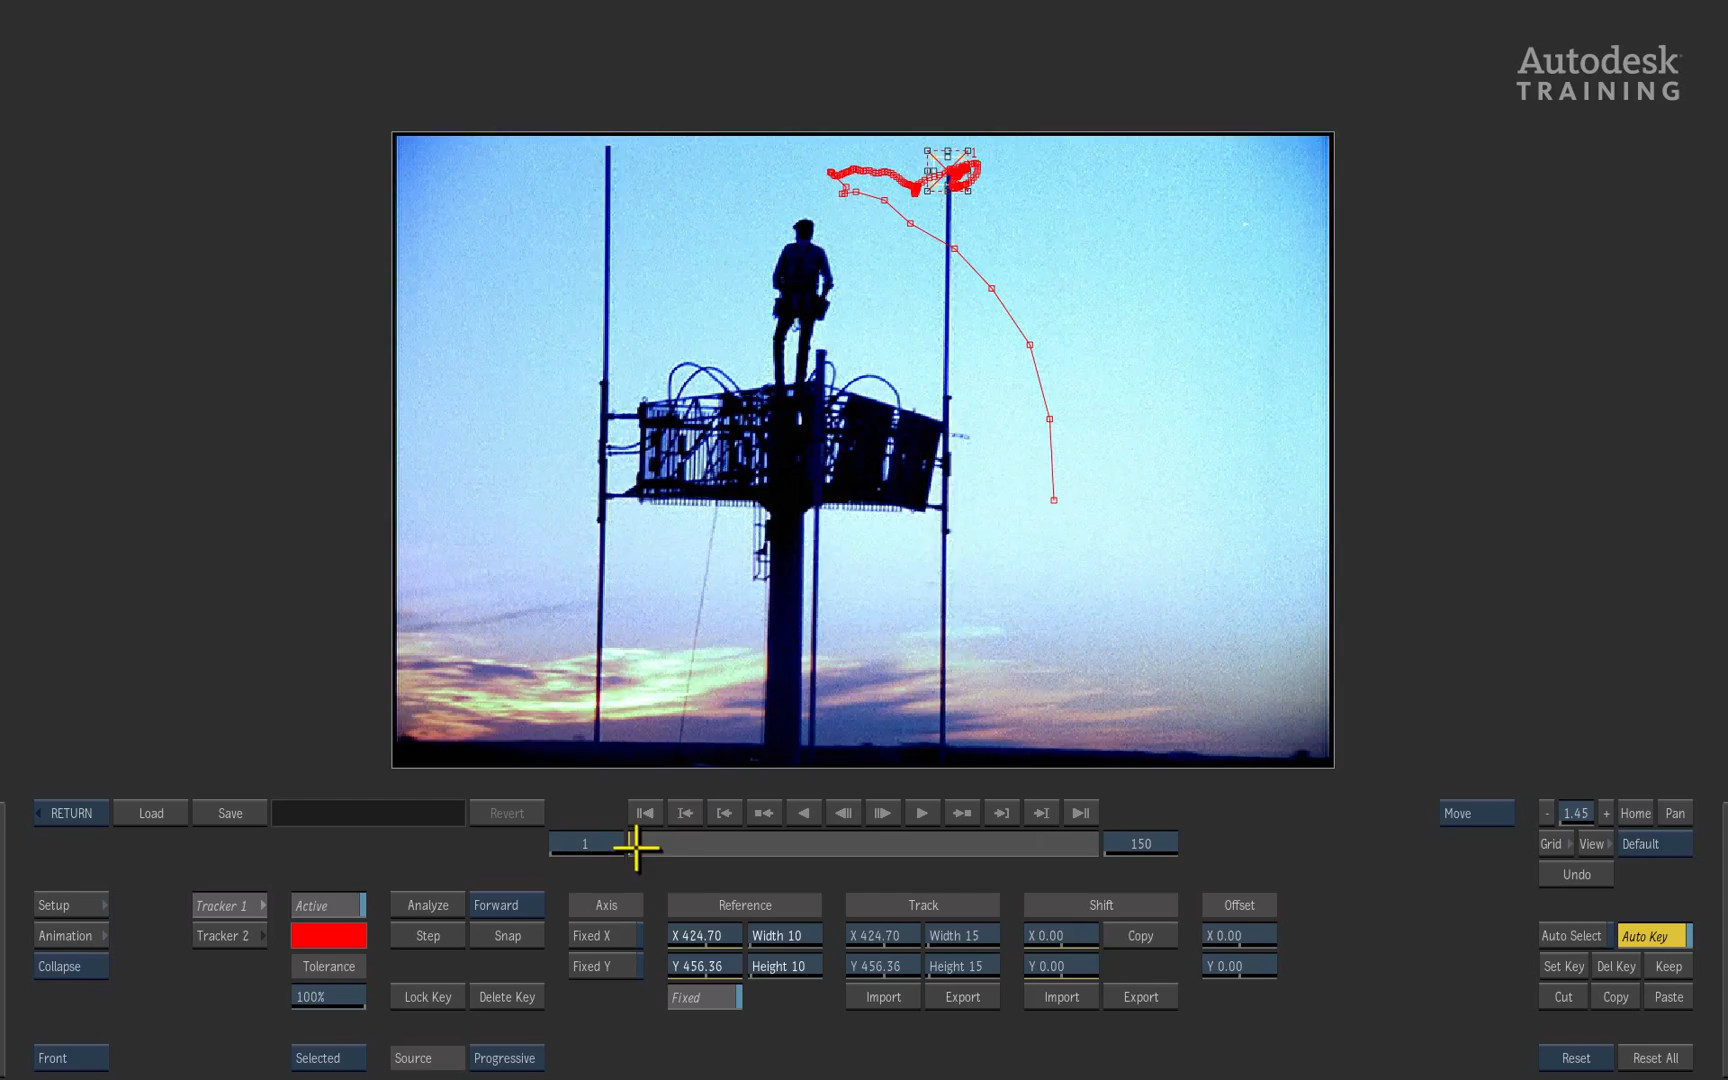 Autodesk
TRAINING
1
RETURN Load Save Revert Move - 1.45 + Home Pan
1 150 Grid View Default
Undo
Setup Tracker 1 Active Analyze Forward Axis Reference Track Shift Offset
Animation Tracker 2 Step Snap Fixed X X 424.70 Width 10 X 424.70 Width 15 X 0.00 Copy X 0.00 Auto Select Auto Key
Collapse Tolerance Fixed Y Y 456.36 Height 10 Y 456.36 Height 15 Y 0.00 Y 0.00 Set Key Del Key Keep
100% Lock Key Delete Key Fixed Import Export Import Export Cut Copy Paste
Front Selected Source Progressive Reset Reset All